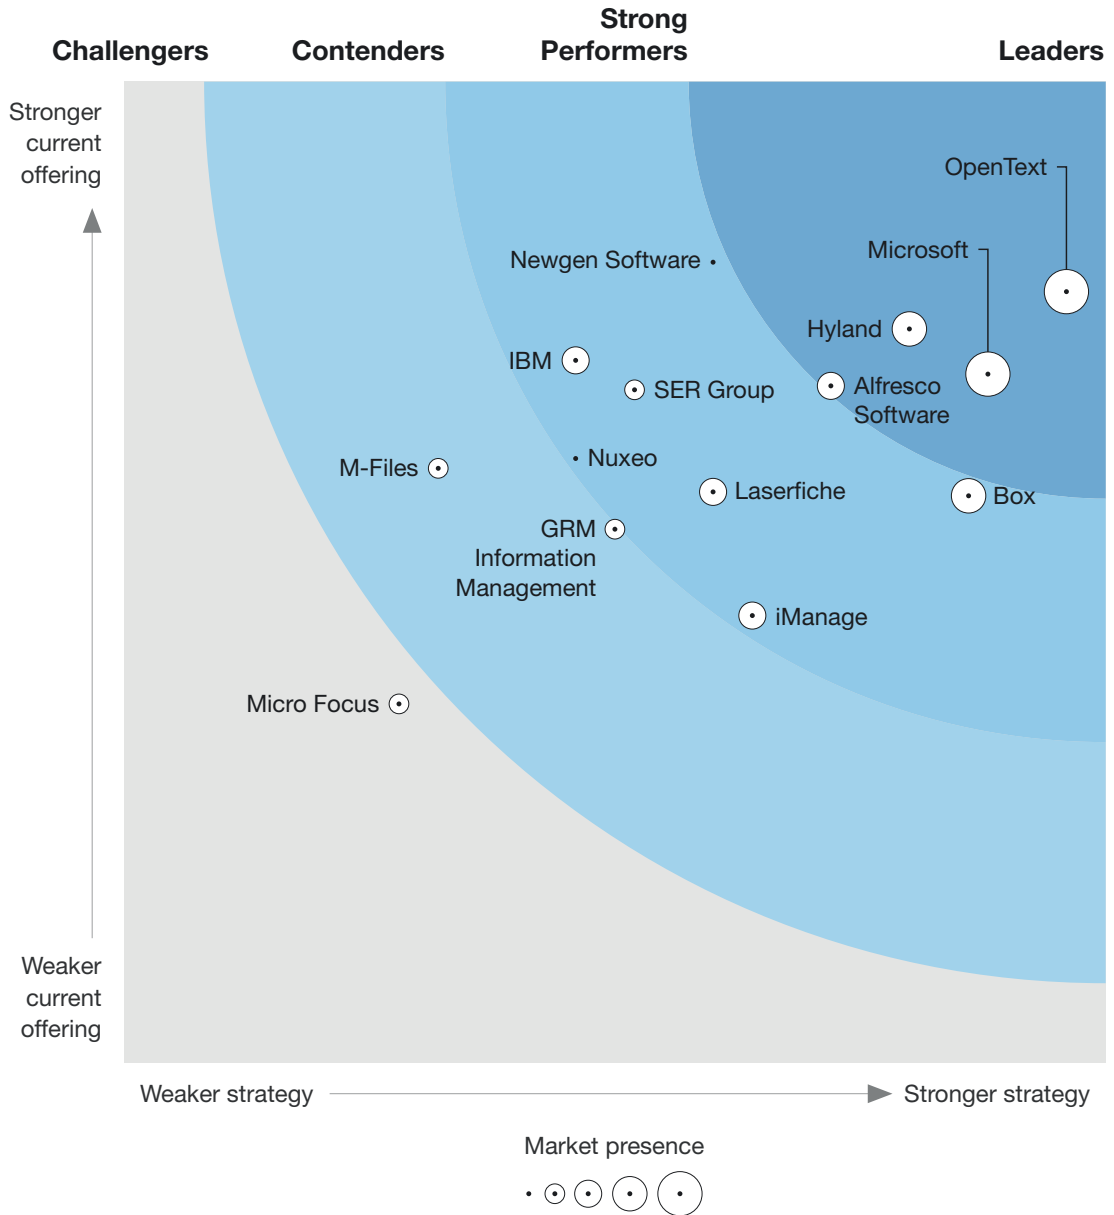 Challengers
Contenders
Strong
Performers
Leaders
Stronger
current
offering
OpenText
Microsoft
Newgen Software
Hyland
IBM
SER Group
Alfresco
Software
M-Files
Nuxeo
Laserfiche
Box
GRM
Information
Management
iManage
Micro Focus
Weaker
current
offering
Weaker strategy
Stronger strategy
Market presence